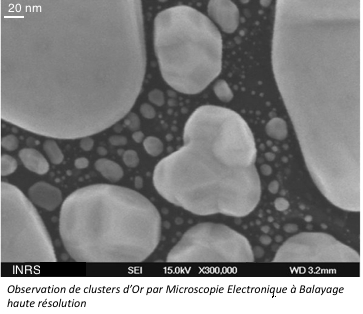 20 nm
INRS SEI 15.0kV X300,000 WD 3.2mm
Observation de clusters d'Or par Microscopie Electronique à Balayage
haute résolution